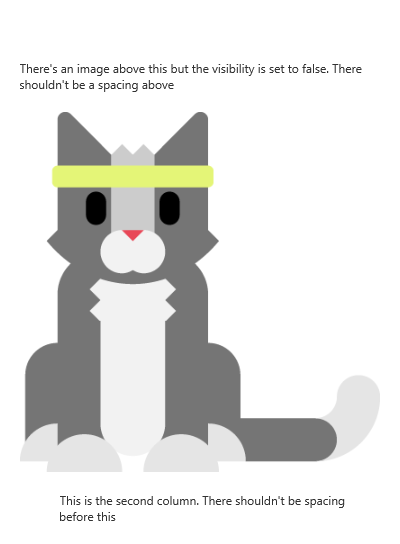 There's an image above this but the visibility is set to false. There
shouldn't be a spacing above
This is the second column. There shouldn't be spacing
before this